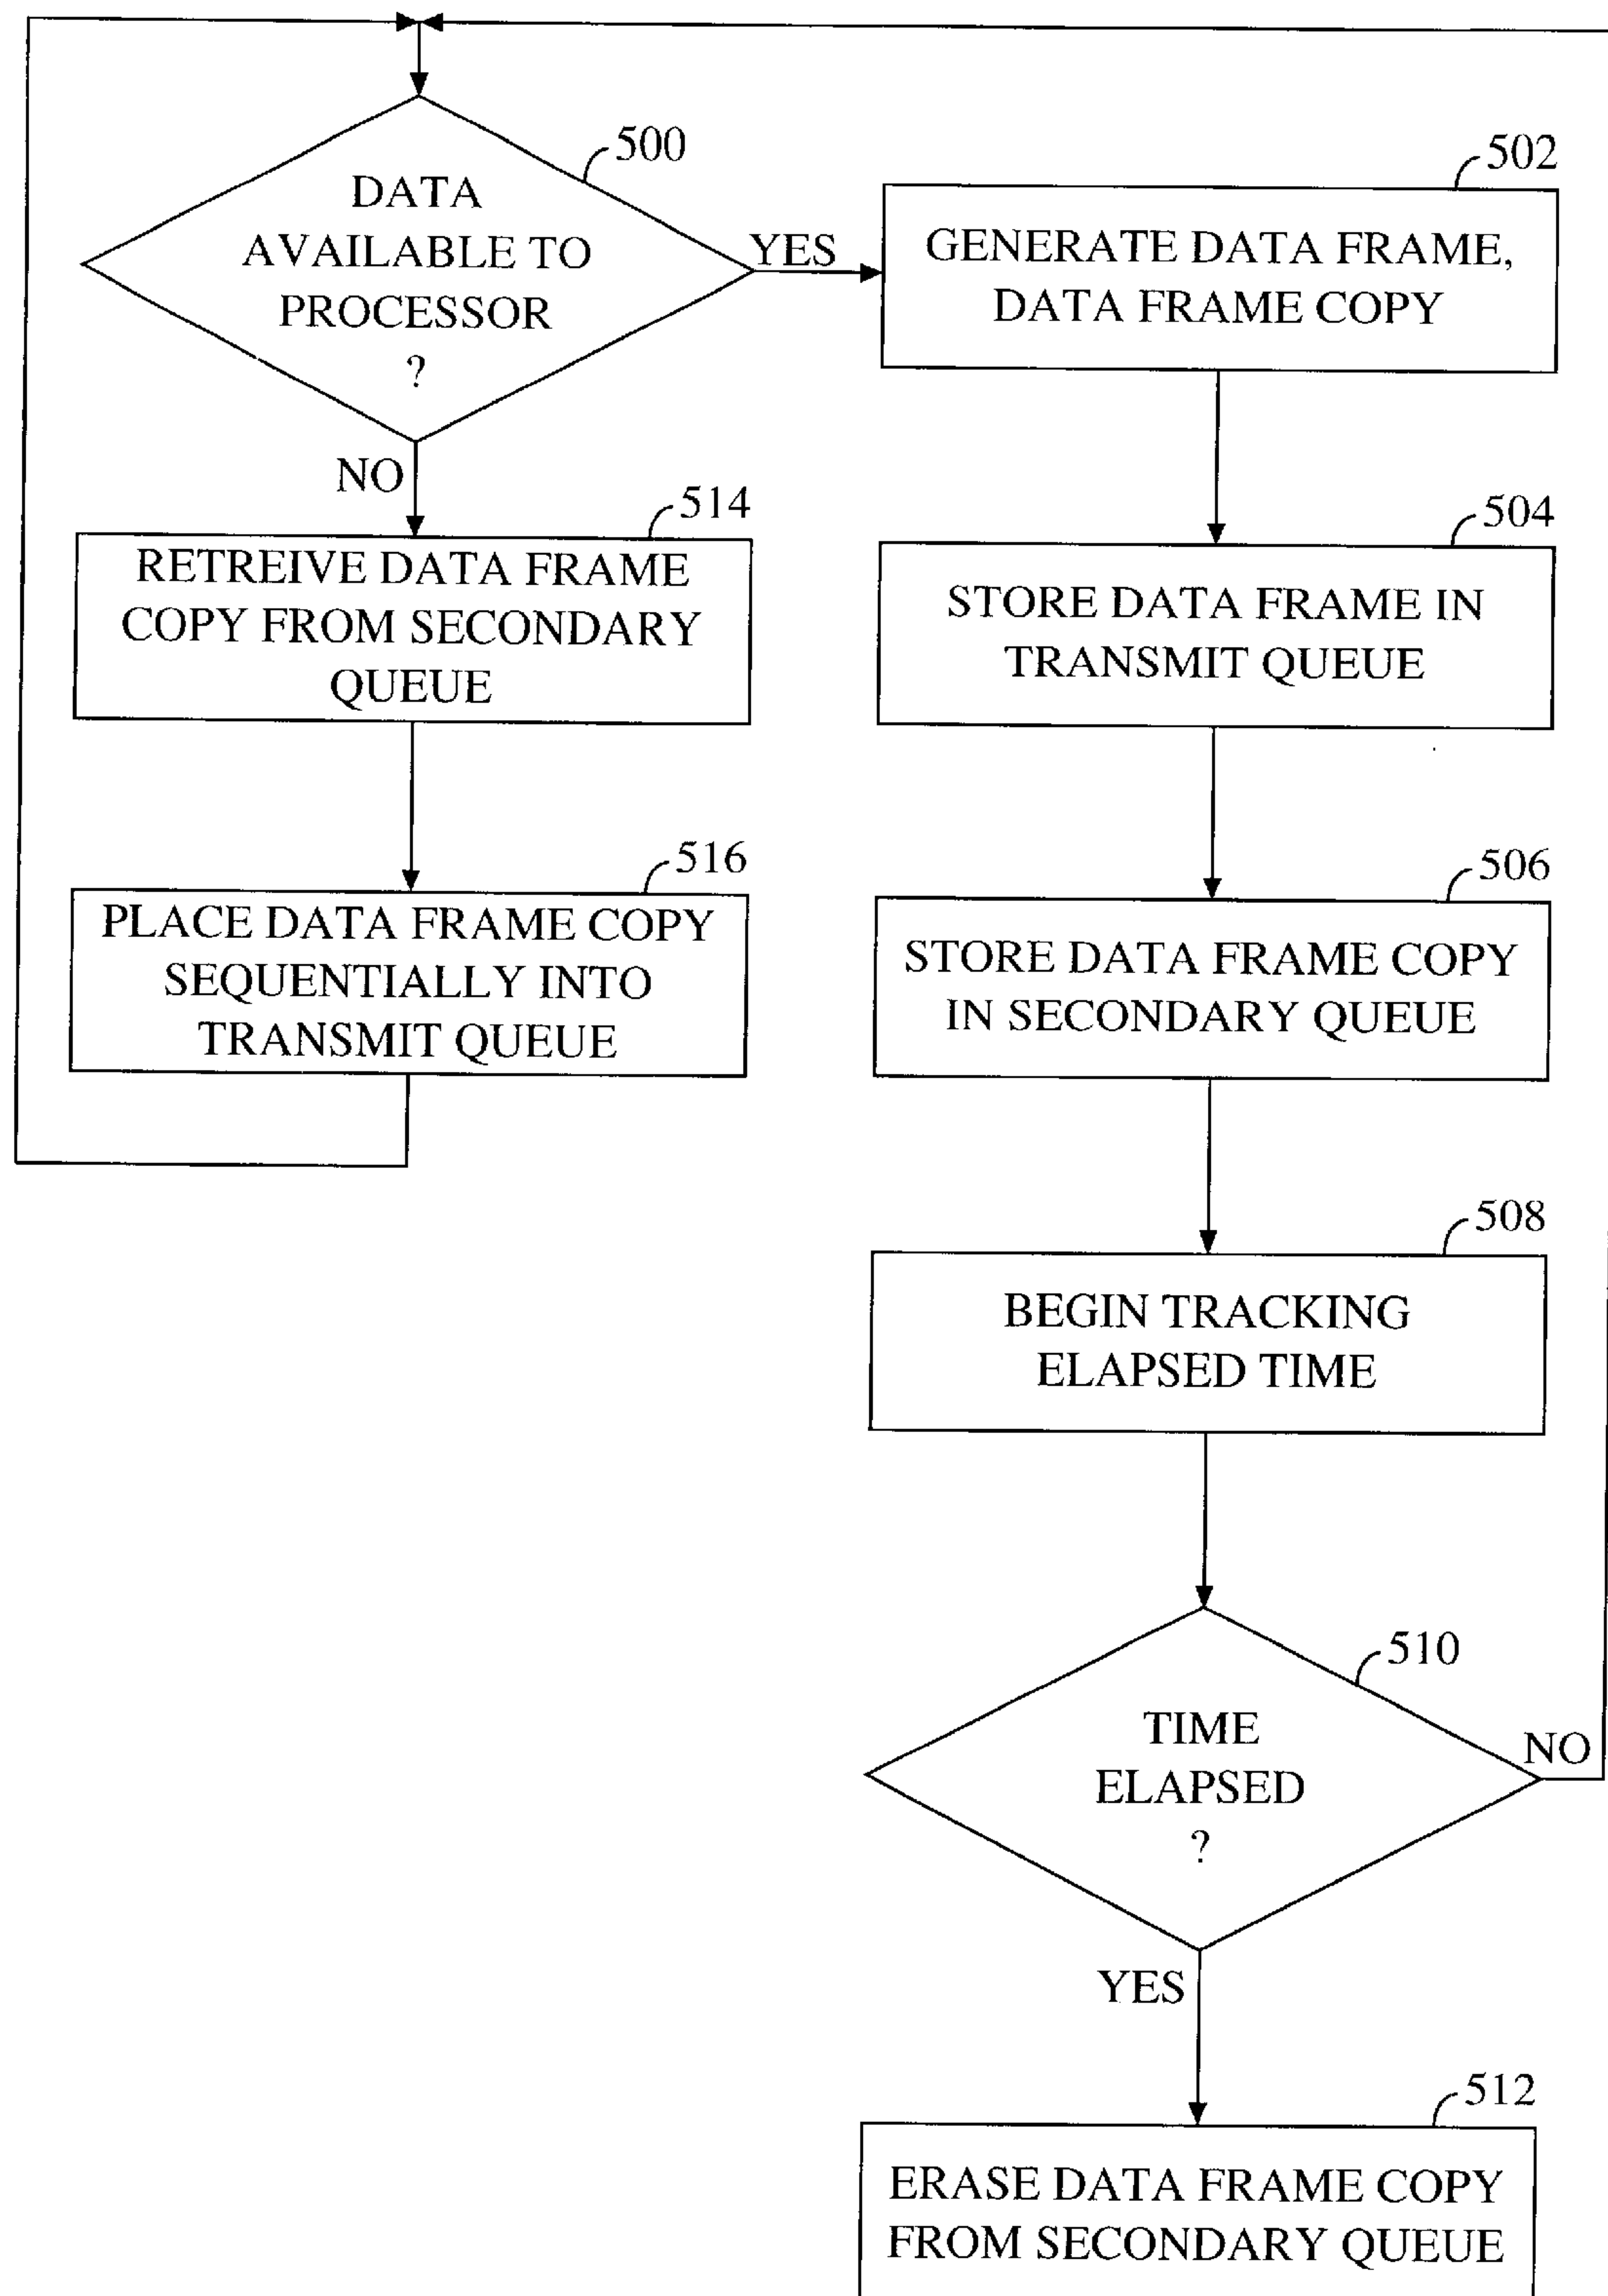 500
DATA
AVAILABLE TO
PROCESSOR
?
YES
NO
502
GENERATE DATA FRAME,
DATA FRAME COPY
514
RETREIVE DATA FRAME
COPY FROM SECONDARY
QUEUE
504
STORE DATA FRAME IN
TRANSMIT QUEUE
516
PLACE DATA FRAME COPY
SEQUENTIALLY INTO
TRANSMIT QUEUE
506
STORE DATA FRAME COPY
IN SECONDARY QUEUE
508
BEGIN TRACKING
ELAPSED TIME
510
TIME
ELAPSED
?
NO
YES
512
ERASE DATA FRAME COPY
FROM SECONDARY QUEUE